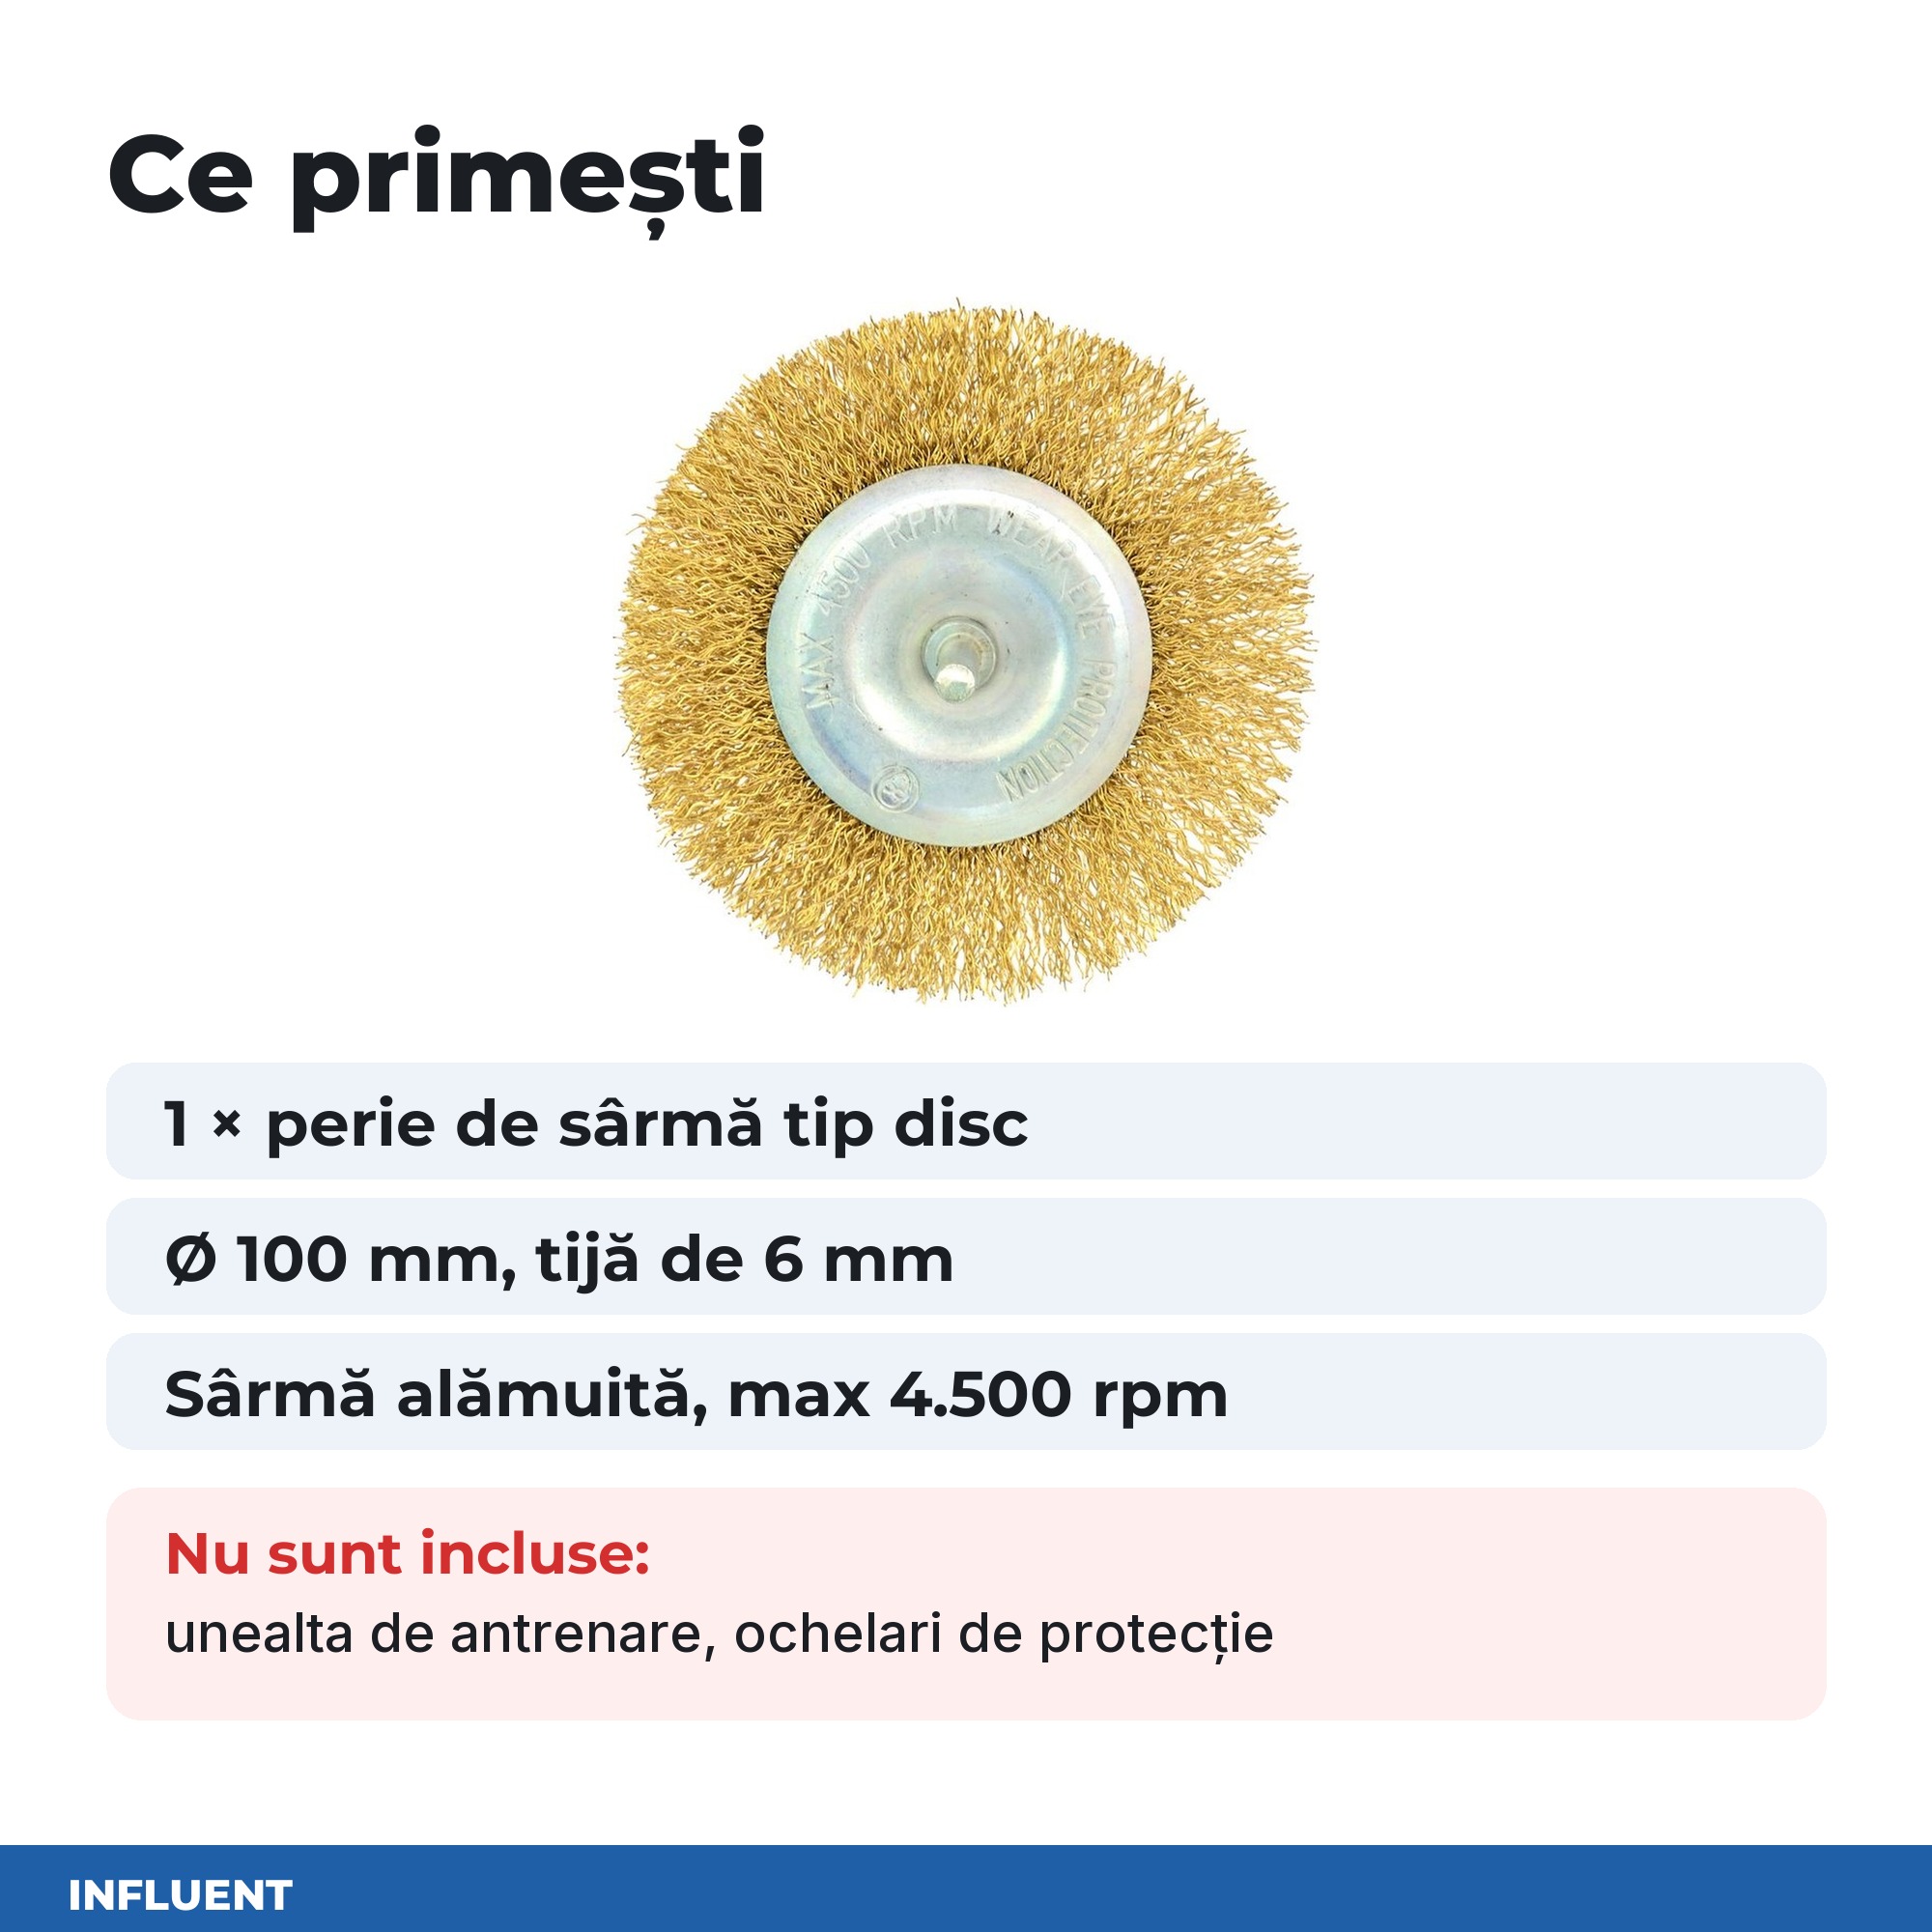 Ce primești
MAX 4500 RPM WEAR EYE PROTECTION
1 × perie de sârmă tip disc
Ø 100 mm, tijă de 6 mm
Sârmă alămuită, max 4.500 rpm
Nu sunt incluse:
unealta de antrenare, ochelari de protecție
INFLUENT